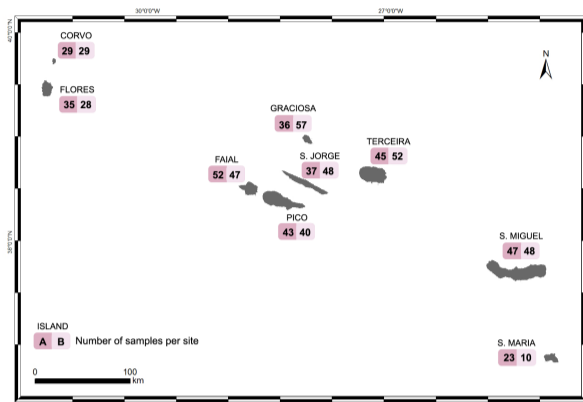 30°0'0"W 27°0'0"W
40°0'0"N
CORVO
29 29
N
FLORES
35 28
GRACIOSA
36 57
TERCEIRA
45 52
S. JORGE
37 48
FAIAL
52 47
PICO
43 40
38°0'0"N
S. MIGUEL
47 48
ISLAND
A B Number of samples per site
S. MARIA
23 10
0 100
km